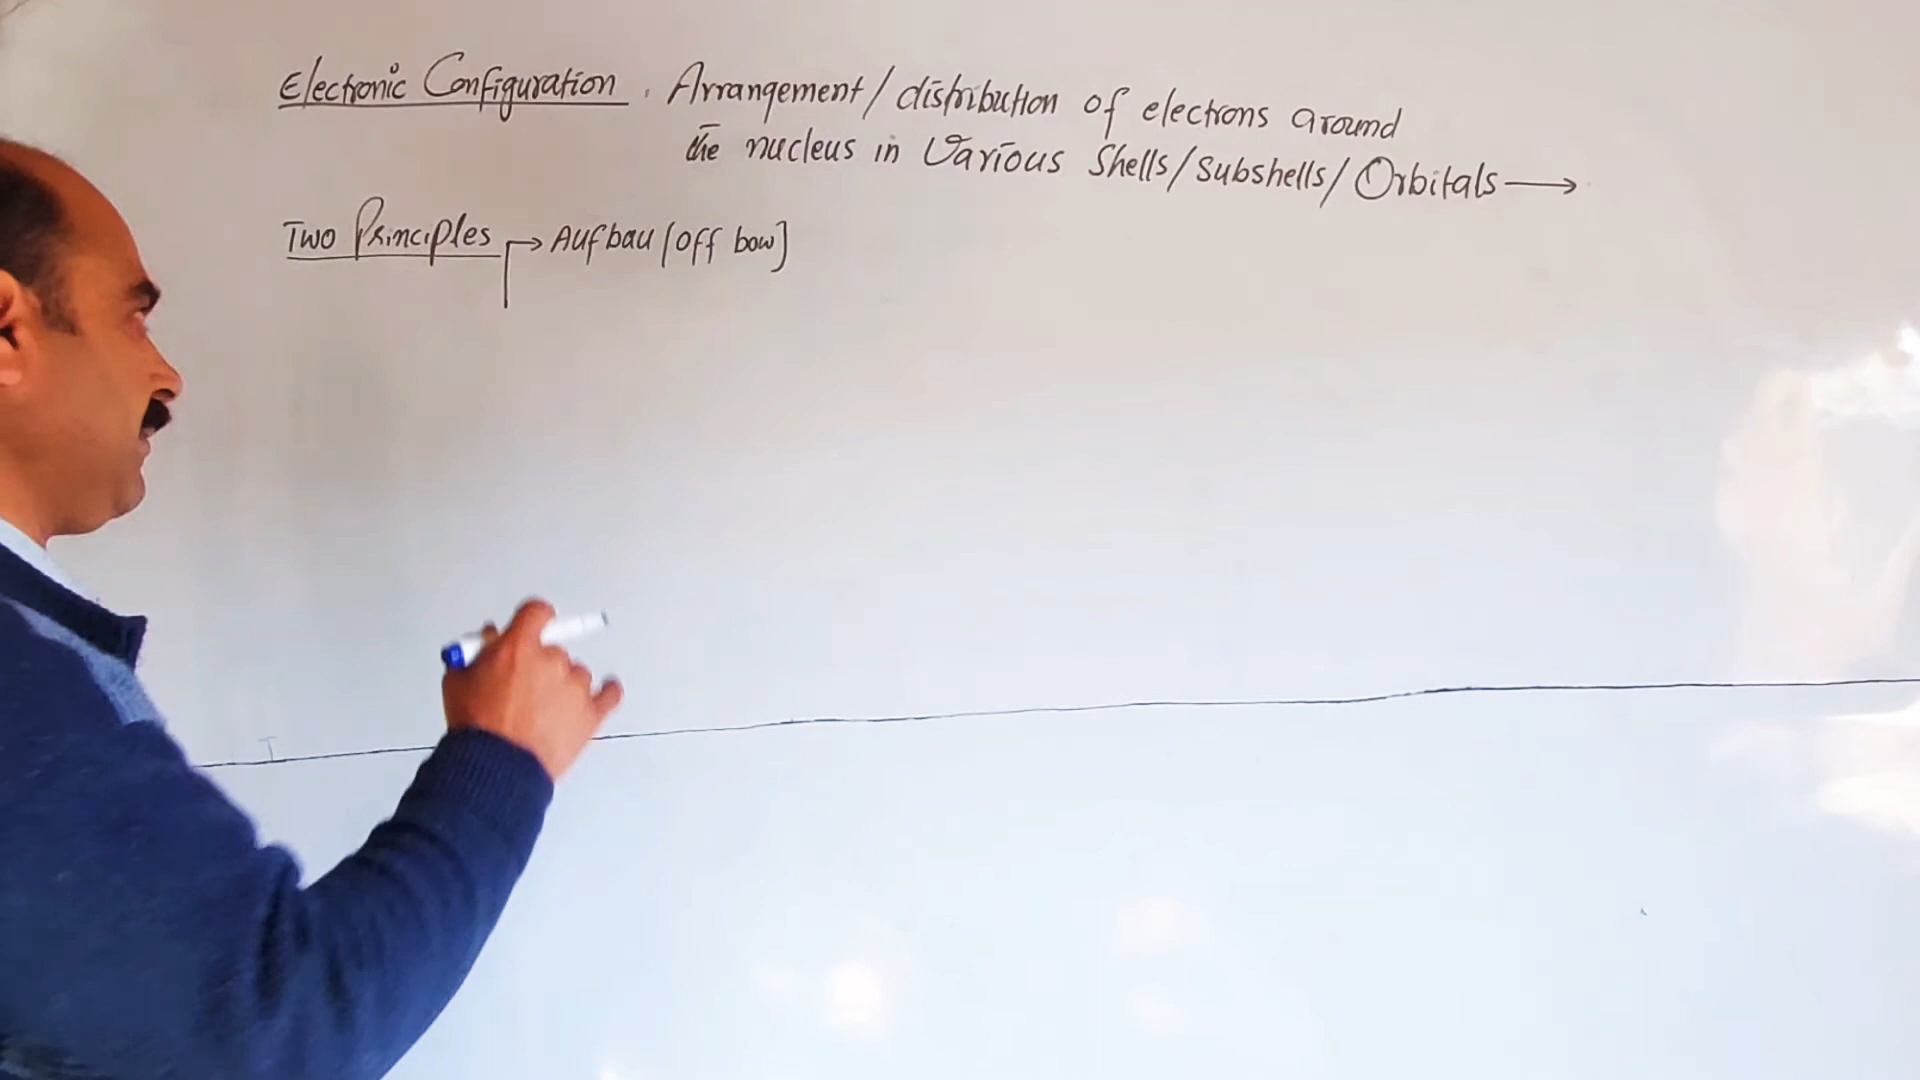 Electronic Configuration. Arrangement/distribution of electrons around
the nucleus in Various Shells/Subshells/Orbitals →
Two Principles → Aufbau [off bow]